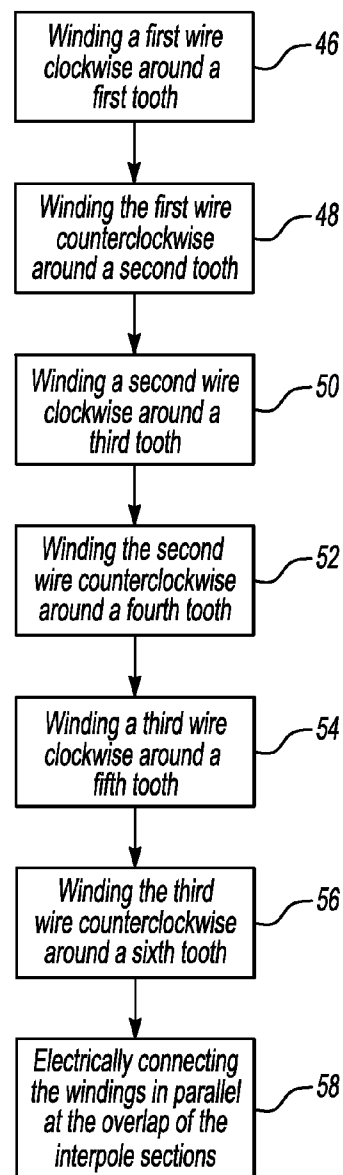 Winding a first wire
clockwise around a
first tooth
46
Winding the first wire
counterclockwise
around a second tooth
48
Winding a second wire
clockwise around a
third tooth
50
Winding the second
wire counterclockwise
around a fourth tooth
52
Winding a third wire
clockwise around a
fifth tooth
54
Winding the third
wire counterclockwise
around a sixth tooth
56
Electrically connecting
the windings in parallel
at the overlap of the
interpole sections
58